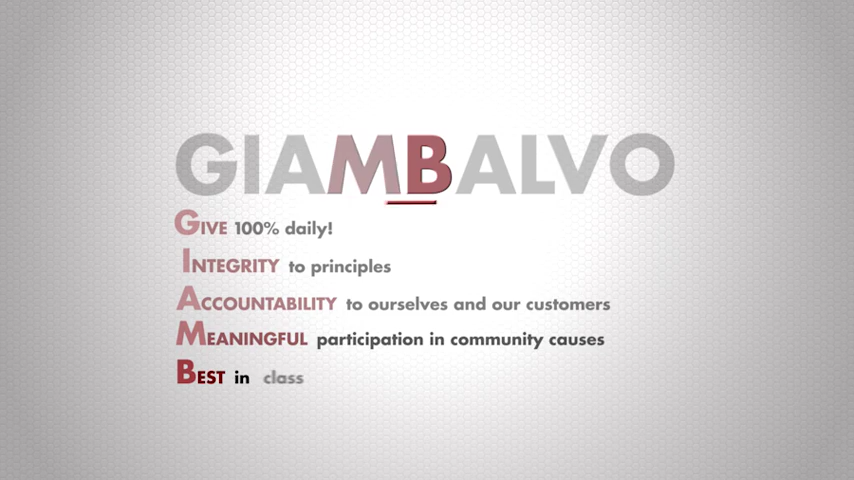 GIAMBALVO
GIVE 100% daily!
INTEGRITY to principles
ACCOUNTABILITY to ourselves and our customers
MEANINGFUL participation in community causes
BEST in class